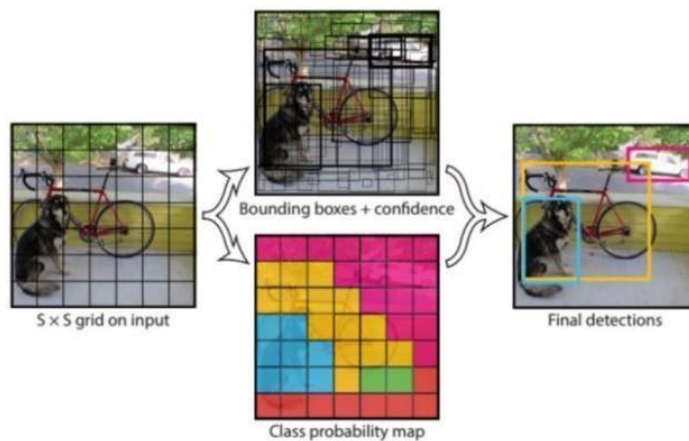 S × S grid on input
Bounding boxes + confidence
Class probability map
Final detections